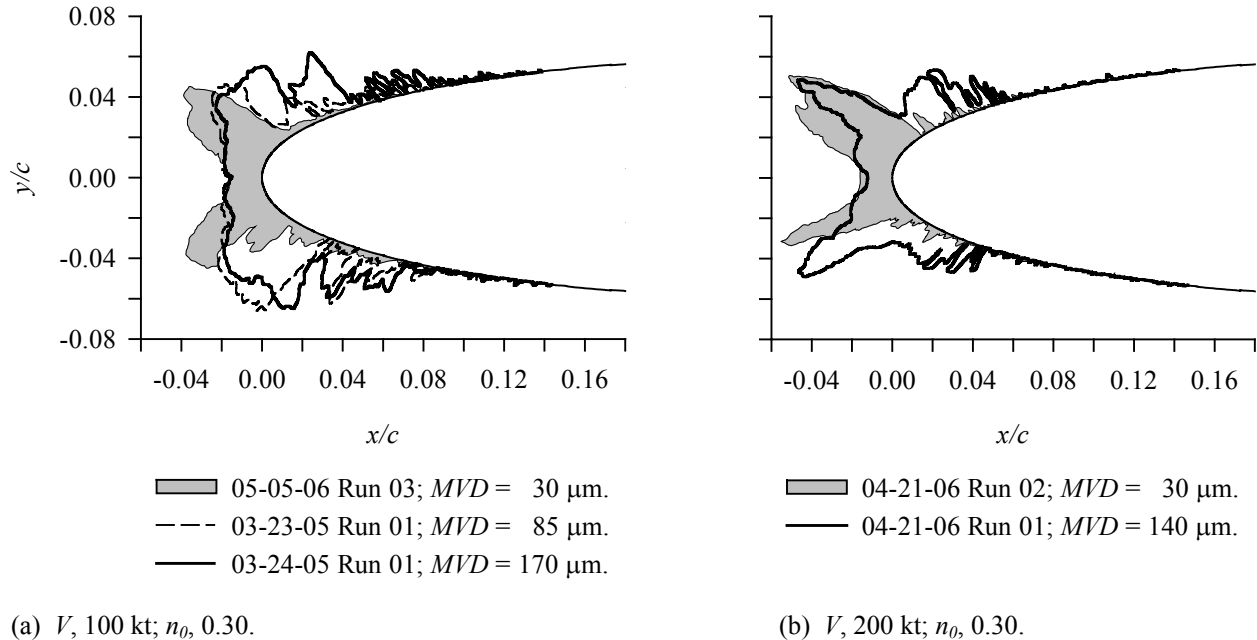 0.08
0.04
0.00
-0.04
-0.08
y/c
-0.04 0.00 0.04 0.08 0.12 0.16
x/c
-0.04 0.00 0.04 0.08 0.12 0.16
x/c
05-05-06 Run 03; MVD = 30 μm.
03-23-05 Run 01; MVD = 85 μm.
03-24-05 Run 01; MVD = 170 μm.
04-21-06 Run 02; MVD = 30 μm.
04-21-06 Run 01; MVD = 140 μm.
(a) V, 100 kt; n0, 0.30.
(b) V, 200 kt; n0, 0.30.